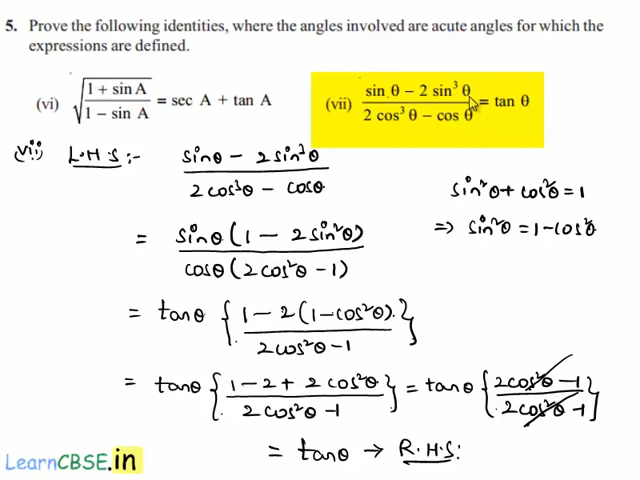 5. Prove the following identities, where the angles involved are acute angles for which the
expressions are defined.
(vi) √((1 + sin A)/(1 – sin A)) = sec A + tan A
(vii) (sin θ – 2 sin³ θ)/(2 cos³ θ – cos θ) = tan θ
vii) L.H.S :- (sinθ – 2sin³θ)/(2cos³θ – cosθ)
sin²θ + cos²θ = 1
= sinθ(1 – 2sin²θ)/cosθ(2cos²θ – 1)
⇒ sin²θ = 1 – cos²θ
= tanθ {(1 – 2(1 – cos²θ))/(2cos²θ – 1)}
= tanθ {(1 – 2 + 2cos²θ)/(2cos²θ – 1)} = tanθ {(2cos²θ – 1)/(2cos²θ – 1)}
= tanθ → R.H.S:
LearnCBSE.in